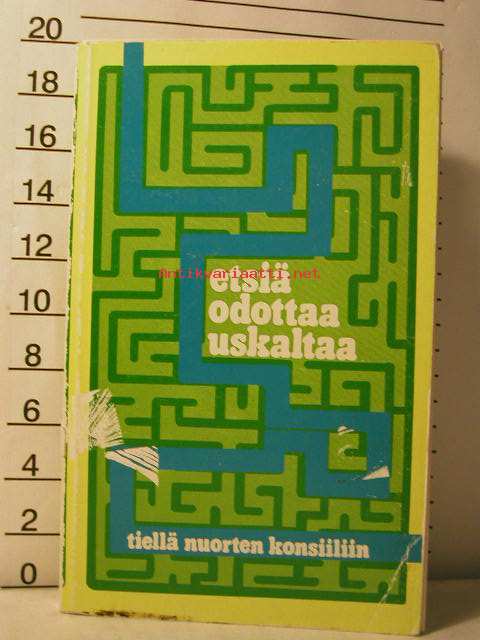 20
18
16
14
12
10
8
6
4
2
0
Antikvariaatti.net
etsiä
odottaa
uskaltaa
tiellä nuorten konsiiliin